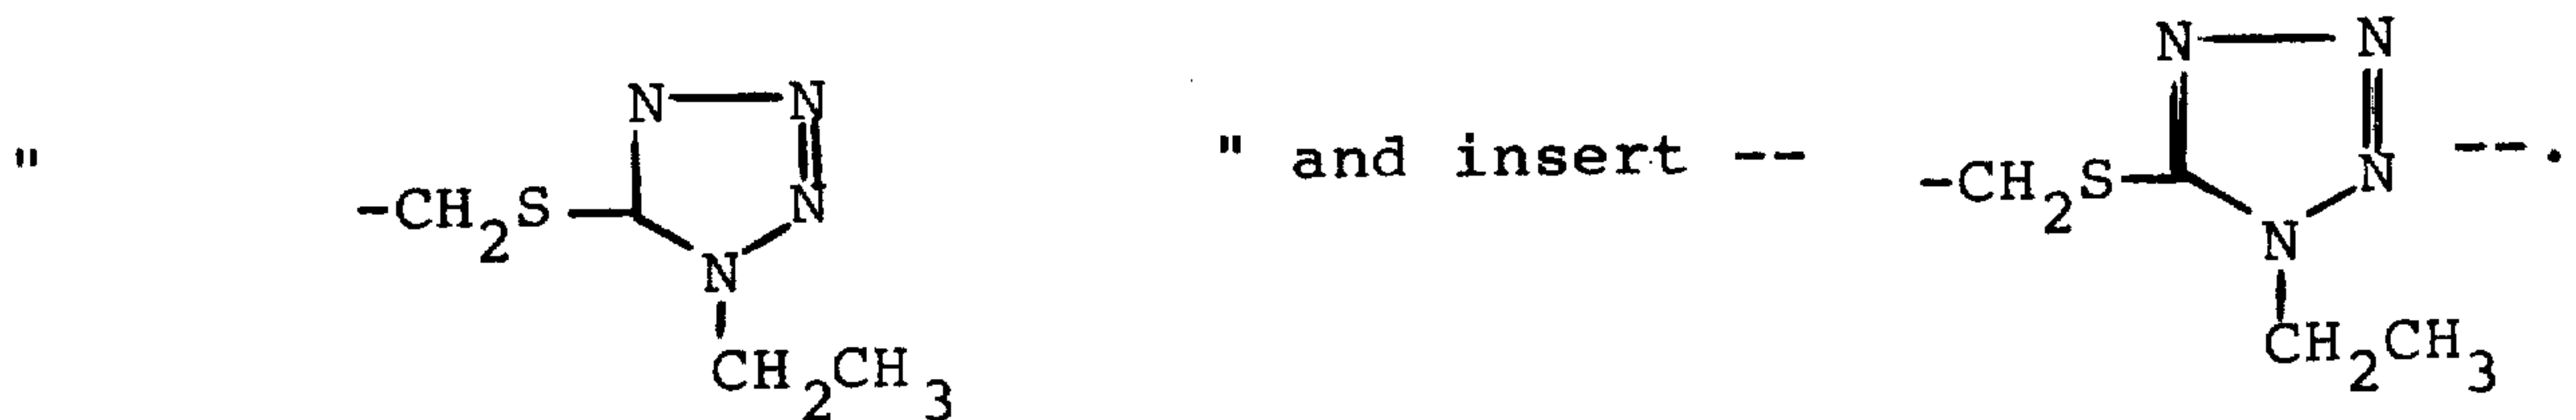 N N N N
" -CH2S N N " and insert -- -CH2S N N --.
N N
CH2CH3 CH2CH3